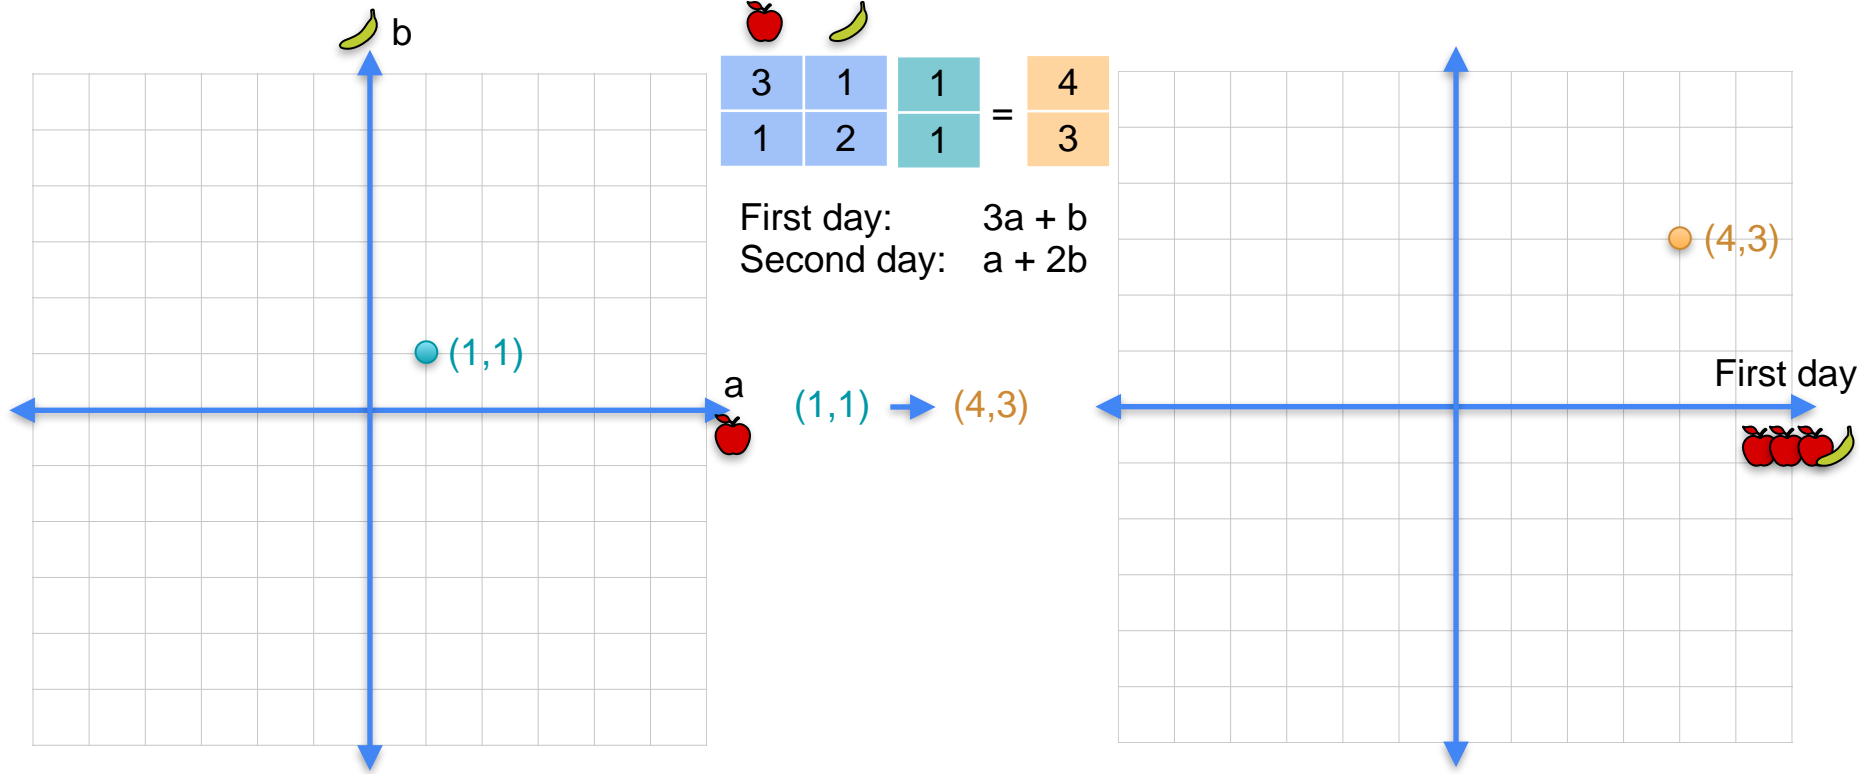 b
3 1 1 = 4
1 2 1 3
First day: 3a + b
Second day: a + 2b
(4,3)
(1,1)
a
First day
(1,1) (4,3)